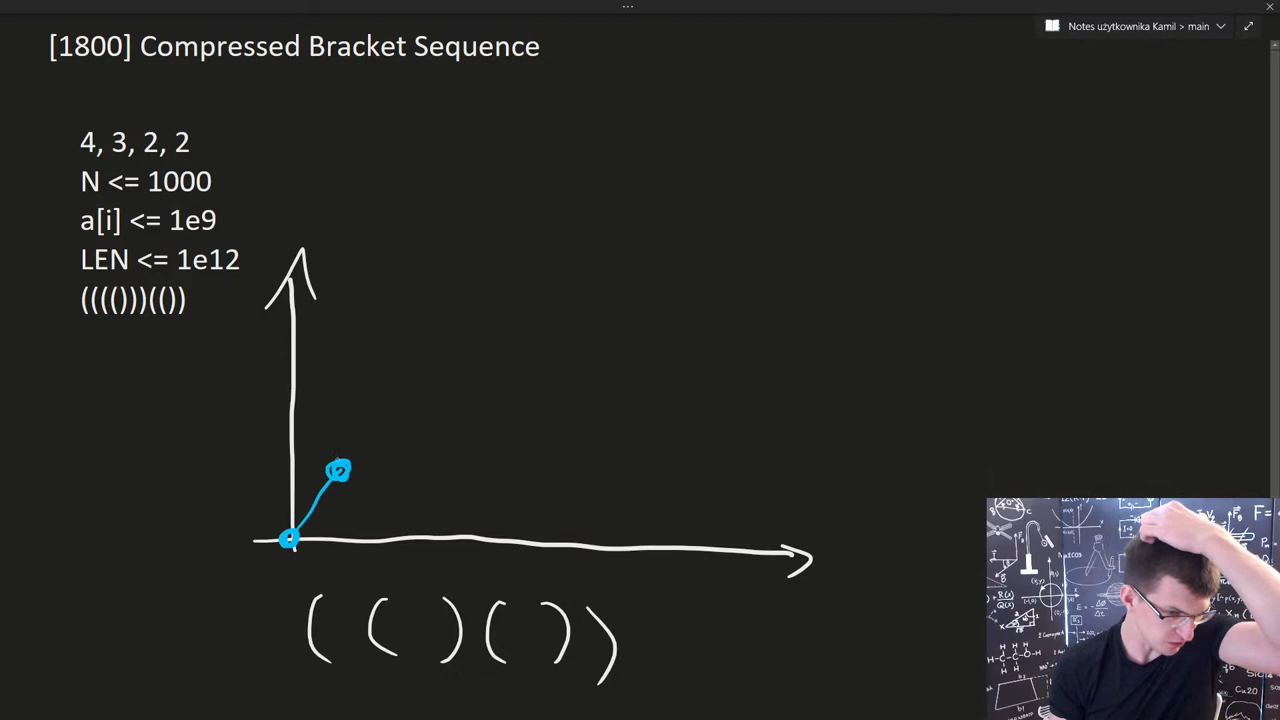 ...
Notes użytkownika Kamil > main
[1800] Compressed Bracket Sequence
4, 3, 2, 2
N <= 1000
a[i] <= 1e9
LEN <= 1e12
(((()))(())
( ( ) ( ) )